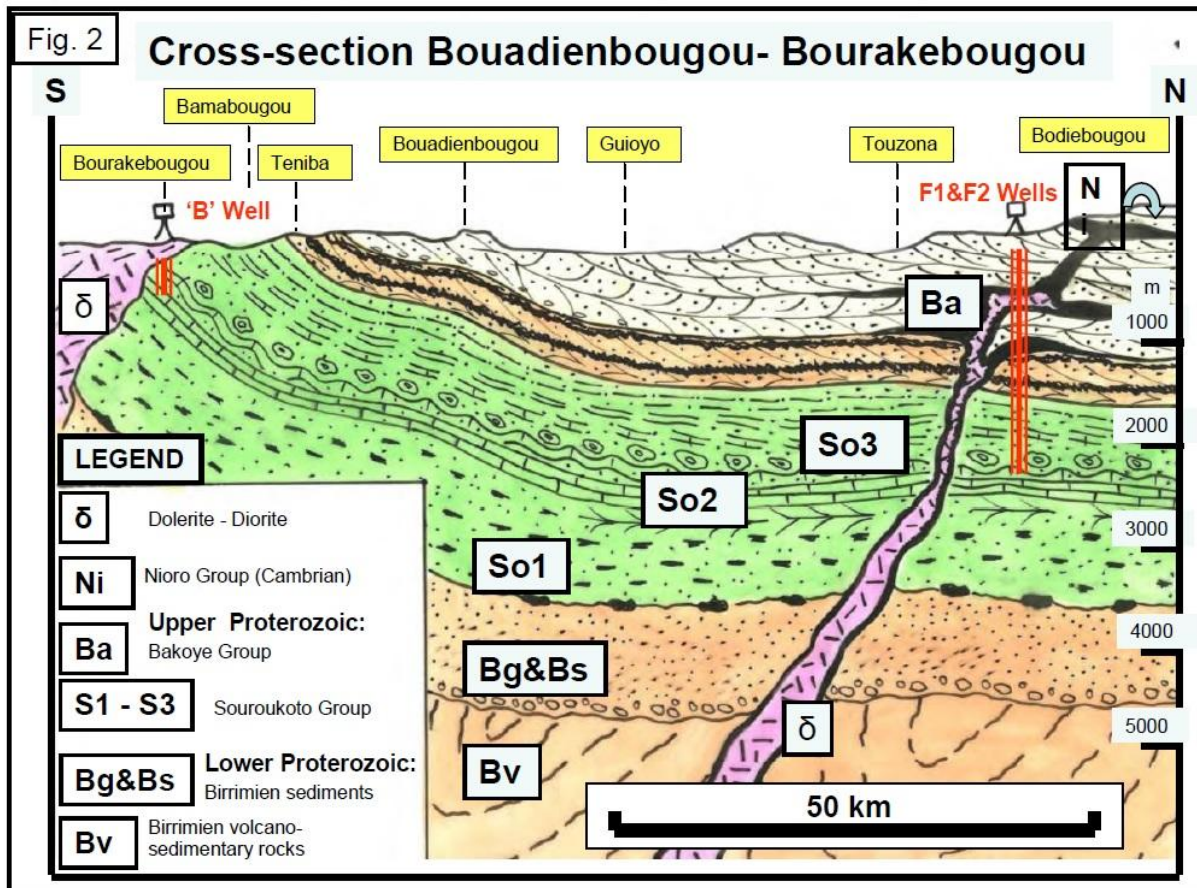 Fig. 2
Cross-section Bouadienbougou- Bourakebougou
S
N
Bamabougou
Bourakebougou
Teniba
Bouadienbougou
Guioyo
Touzona
Bodiebougou
'B' Well
F1&F2 Wells
N
i
δ
Ba
m
1000
2000
So3
So2
3000
So1
4000
Bg&Bs
5000
δ
Bv
50 km
LEGEND
δ Dolerite - Diorite
Ni Nioro Group (Cambrian)
Upper Proterozoic:
Ba Bakoye Group
S1 - S3 Souroukoto Group
Lower Proterozoic:
Bg&Bs Birrimien sediments
Bv Birrimien volcano-
sedimentary rocks